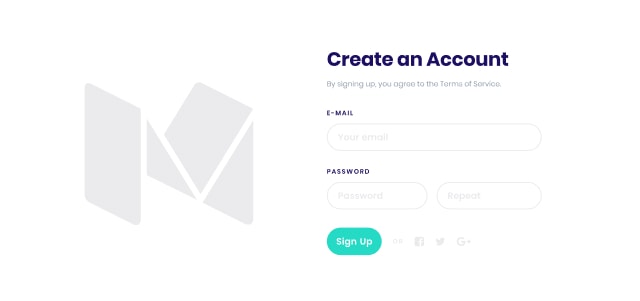 Create an Account
By signing up, you agree to the Terms of Service.
E-MAIL
Your email
PASSWORD
Password Repeat
Sign Up OR